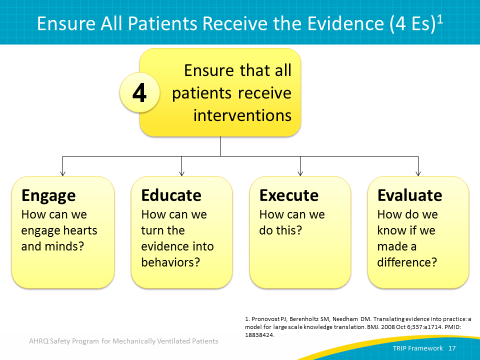 Ensure All Patients Receive the Evidence (4 Es)¹
4
Ensure that all
patients receive
interventions
Engage
How can we
engage hearts
and minds?
Educate
How can we
turn the
evidence into
behaviors?
Execute
How can we
do this?
Evaluate
How do we
know if we
made a
difference?
1. Pronovost PJ, Berenholtz SM, Needham DM. Translating evidence into practice: a
model for large scale knowledge translation. BMJ. 2008 Oct 6;337:a1714. PMID:
18838424.
AHRQ Safety Program for Mechanically Ventilated Patients
TRiP Framework 17